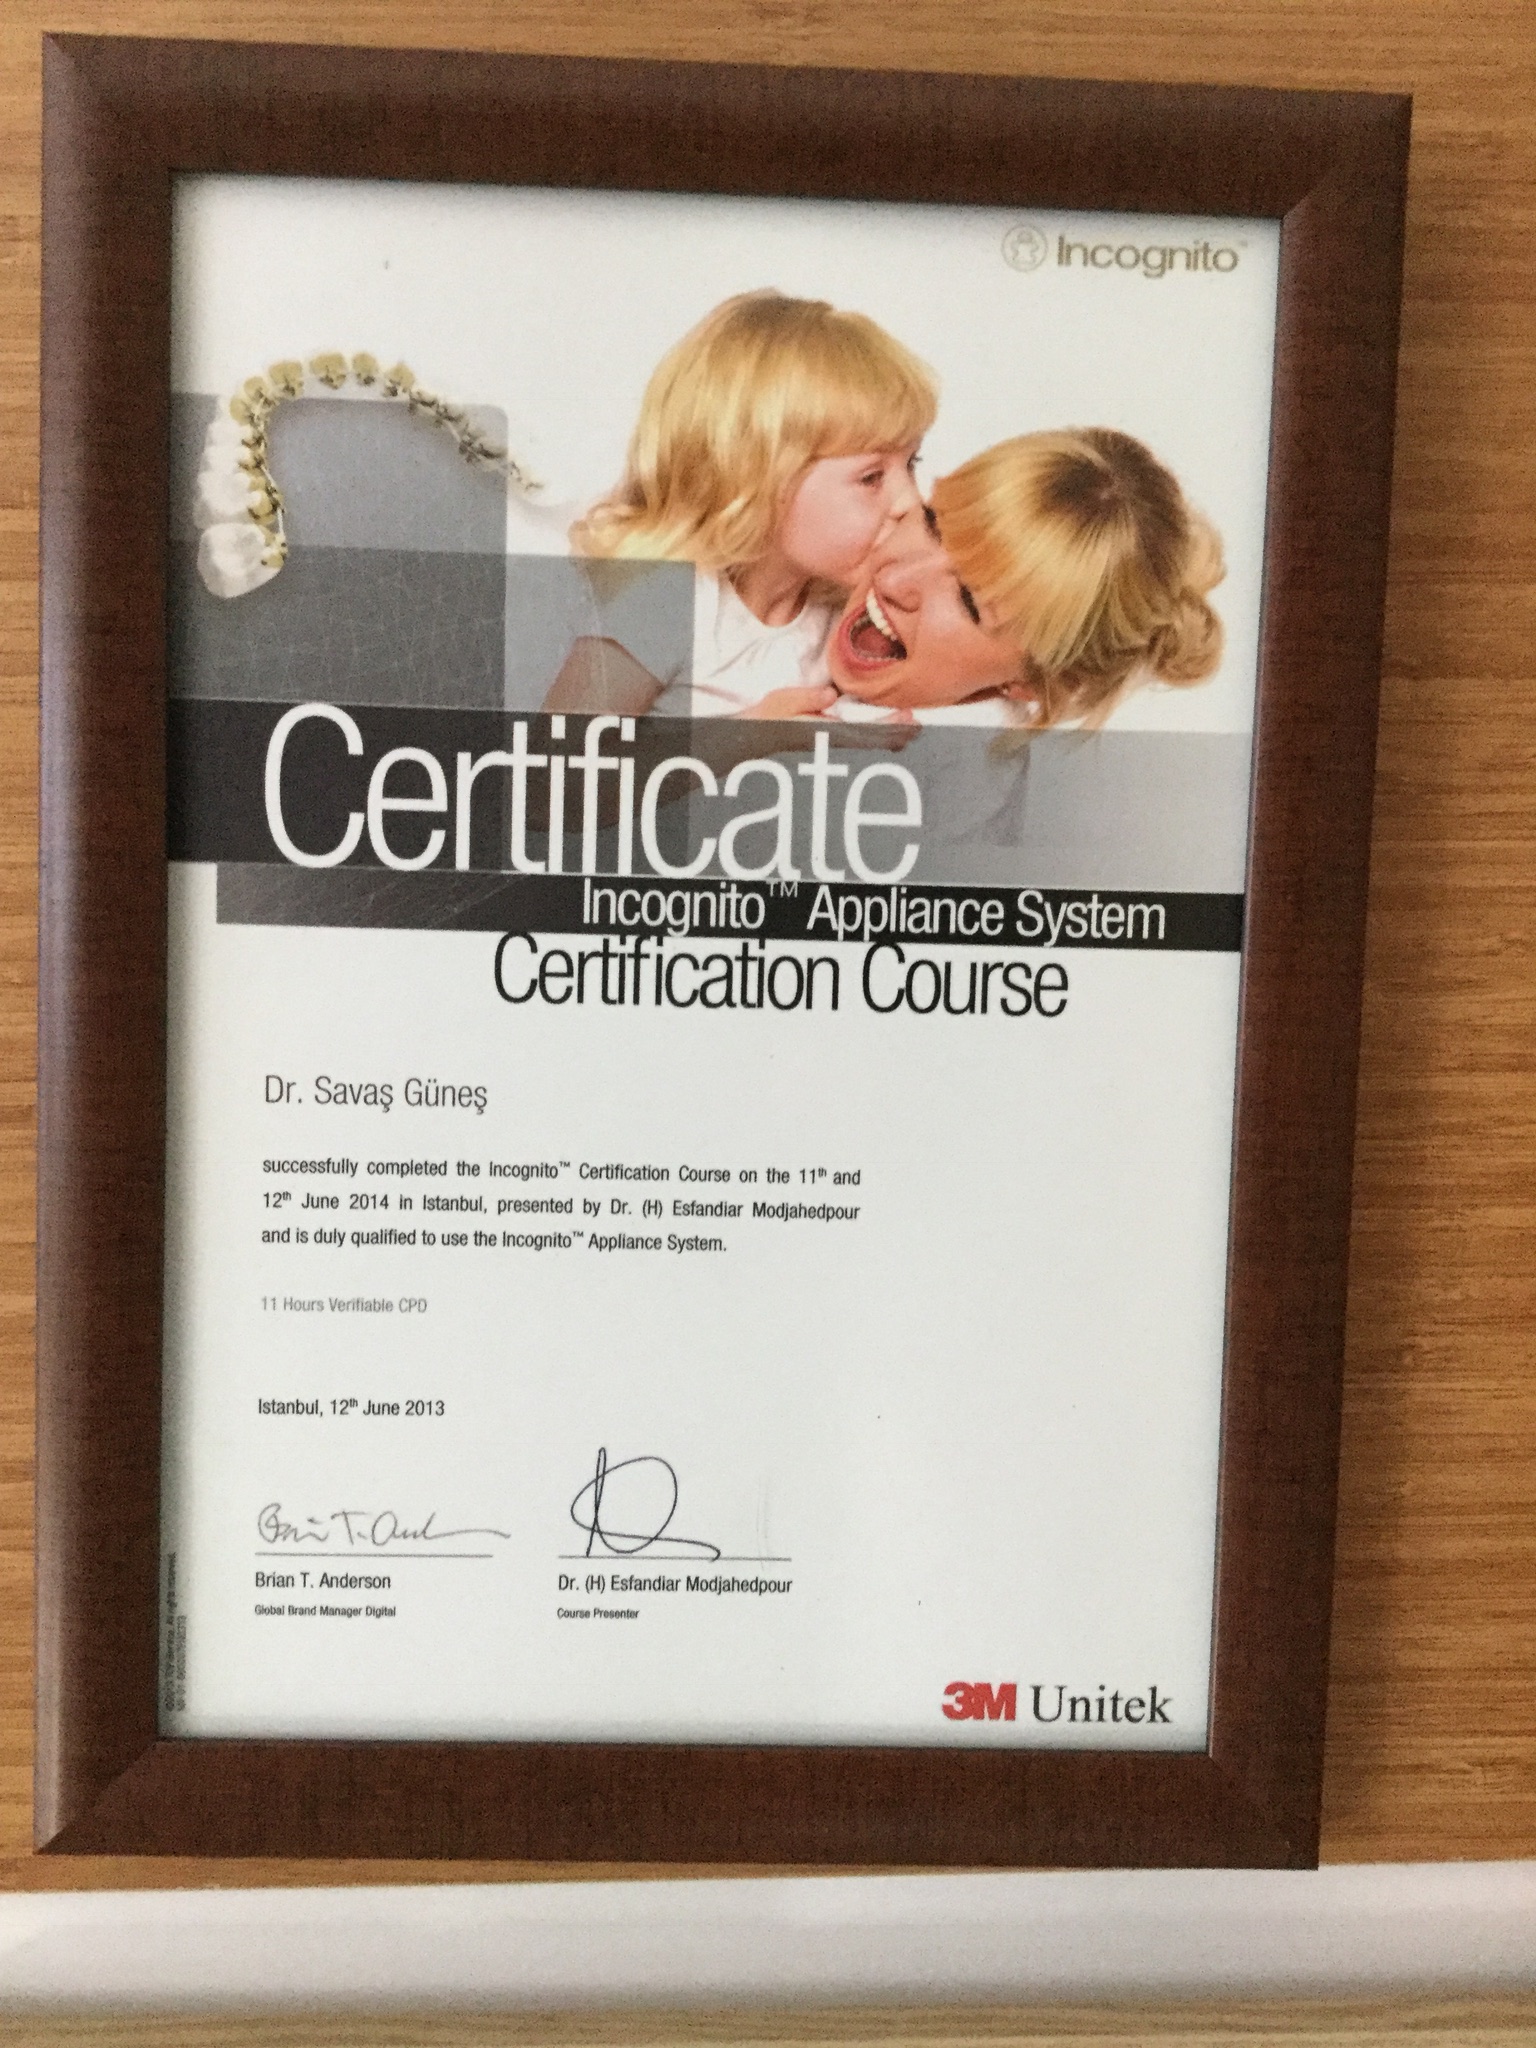 Incognito™
Certificate
Incognito™ Appliance System
Certification Course
Dr. Savaş Güneş
successfully completed the Incognito™ Certification Course on the 11th and
12th June 2014 in Istanbul, presented by Dr. (H) Esfandiar Modjahedpour
and is duly qualified to use the Incognito™ Appliance System.
11 Hours Verifiable CPD
Istanbul, 12th June 2013
Brian T. Anderson
Global Brand Manager Digital
Dr. (H) Esfandiar Modjahedpour
Course Presenter
3M Unitek